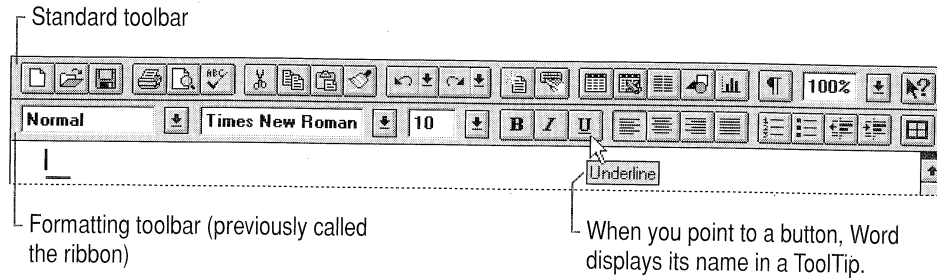 Standard toolbar
ABC
100%
?
Normal Times New Roman 10 B I U
Underline
Formatting toolbar (previously called
the ribbon)
When you point to a button, Word
displays its name in a ToolTip.